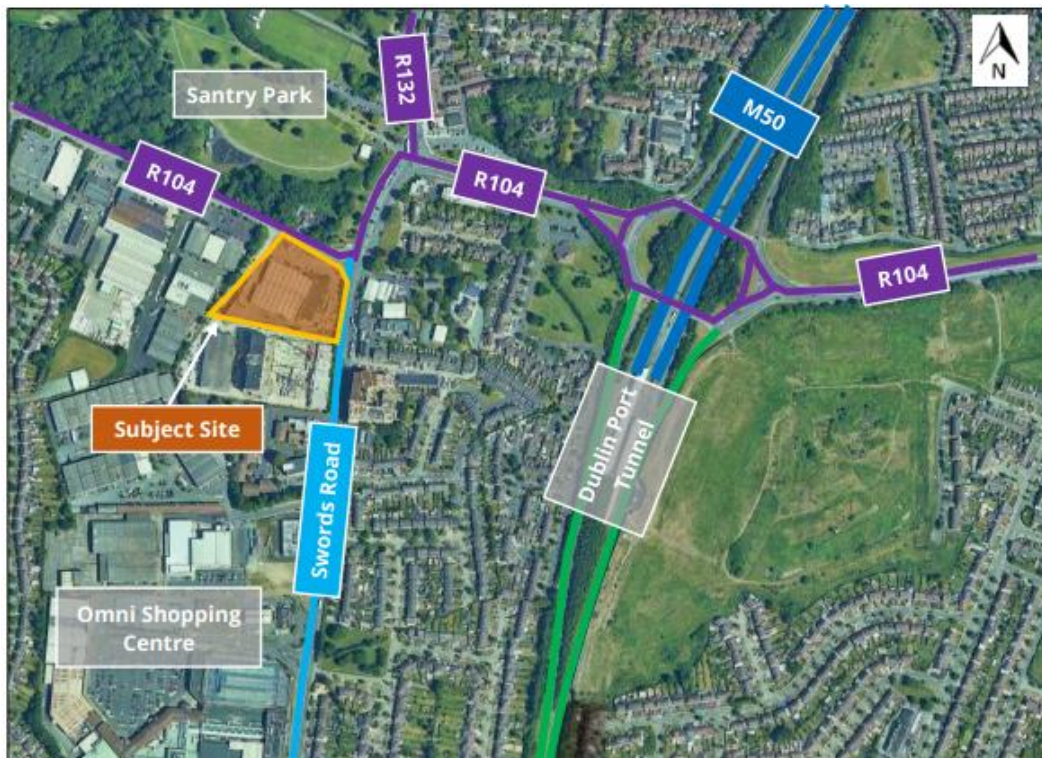 Santry Park
R132
M50
N
R104
R104
R104
Subject Site
Dublin Port
Tunnel
Swords Road
Omni Shopping
Centre